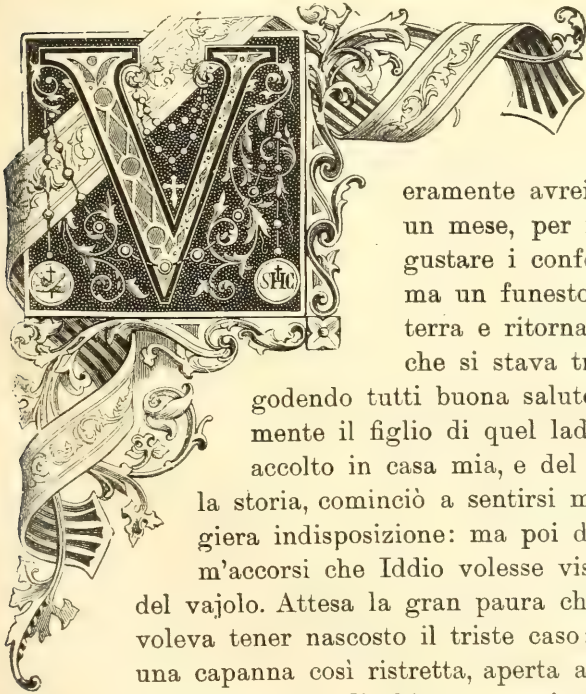 Veramente avrei
un mese, per
gustare i conf
ma un funesto
terra e ritorna
che si stava tr
godendo tutti buona salute
mente il figlio di quel lad
accolto in casa mia, e del
la storia, cominciò a sentirsi m
giera indisposizione: ma poi d
m'accorsi che Iddio volesse vis
del vajolo. Attesa la gran paura ch
voleva tener nascosto il triste caso
una capanna così ristretta, aperta a